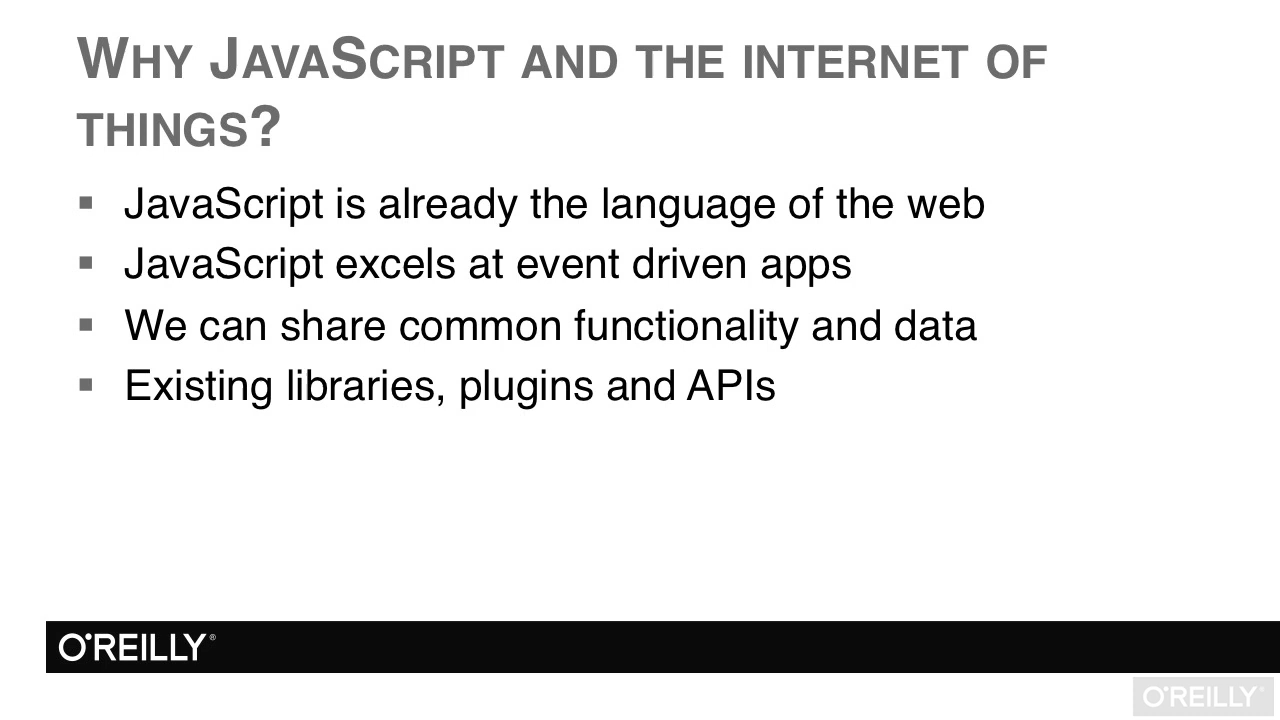 WHY JAVASCRIPT AND THE INTERNET OF
THINGS?
▪ JavaScript is already the language of the web
▪ JavaScript excels at event driven apps
▪ We can share common functionality and data
▪ Existing libraries, plugins and APIs
O'REILLY®
O'REILLY®